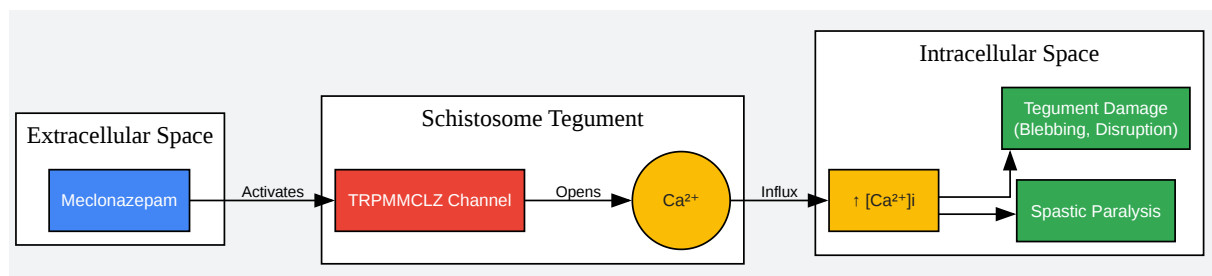 Extracellular Space
Meclonazepam
Activates
Schistosome Tegument
TRPMMCLZ Channel
Opens
Ca²⁺
Influx
Intracellular Space
↑ [Ca²⁺]i
Tegument Damage
(Blebbing, Disruption)
Spastic Paralysis